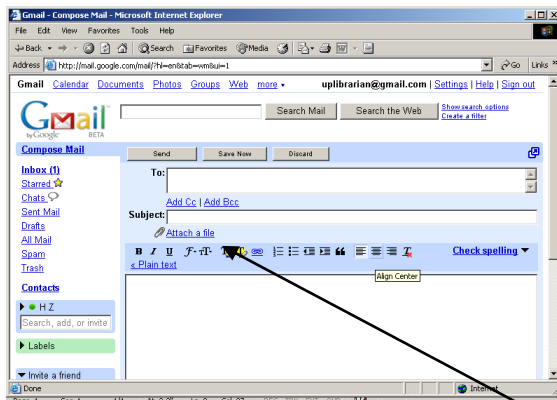 Gmail - Compose Mail - Microsoft Internet Explorer
File Edit View Favorites Tools Help
Back Search Favorites Media
Address http://mail.google.com/mail/?hl=en&tab=wm&ui=1 Go Links »
Gmail Calendar Documents Photos Groups Web more uplibrarian@gmail.com | Settings | Help | Sign out
Gmail by Google BETA
Search Mail Search the Web Show search options
Create a filter
Compose Mail
Send Save Now Discard
Inbox (1)
Starred
Chats
Sent Mail
Drafts
All Mail
Spam
Trash
Contacts
H Z
Search, add, or invite
Labels
Invite a friend
To:
Add Cc | Add Bcc
Subject:
Attach a file
B I U Check spelling
« Plain text
Align Center
Done Internet